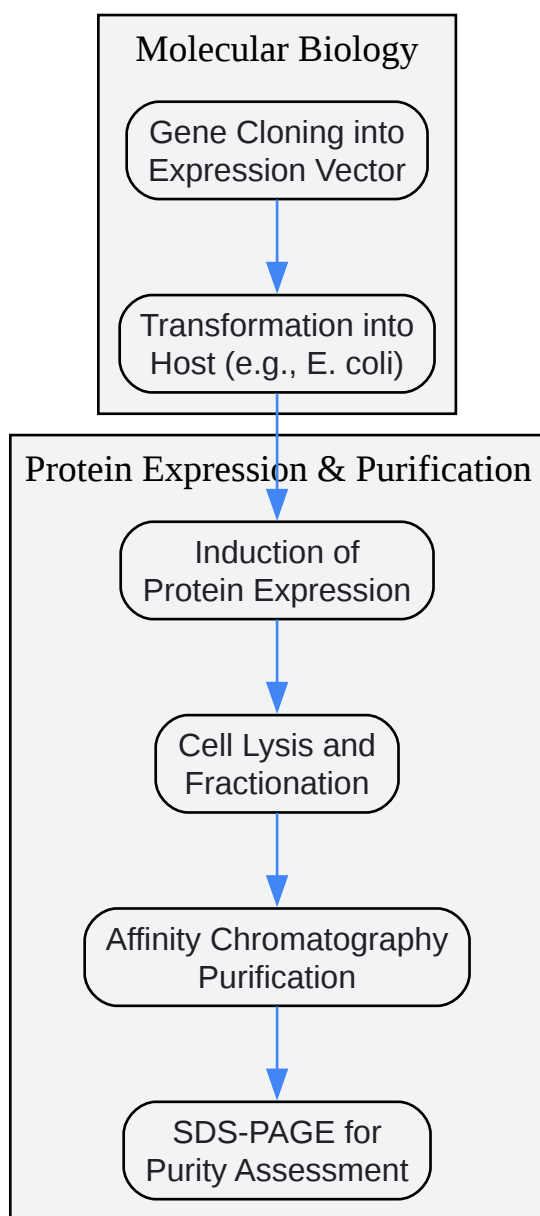 Molecular Biology
Gene Cloning into
Expression Vector
Transformation into
Host (e.g., E. coli)
Protein Expression & Purification
Induction of
Protein Expression
Cell Lysis and
Fractionation
Affinity Chromatography
Purification
SDS-PAGE for
Purity Assessment